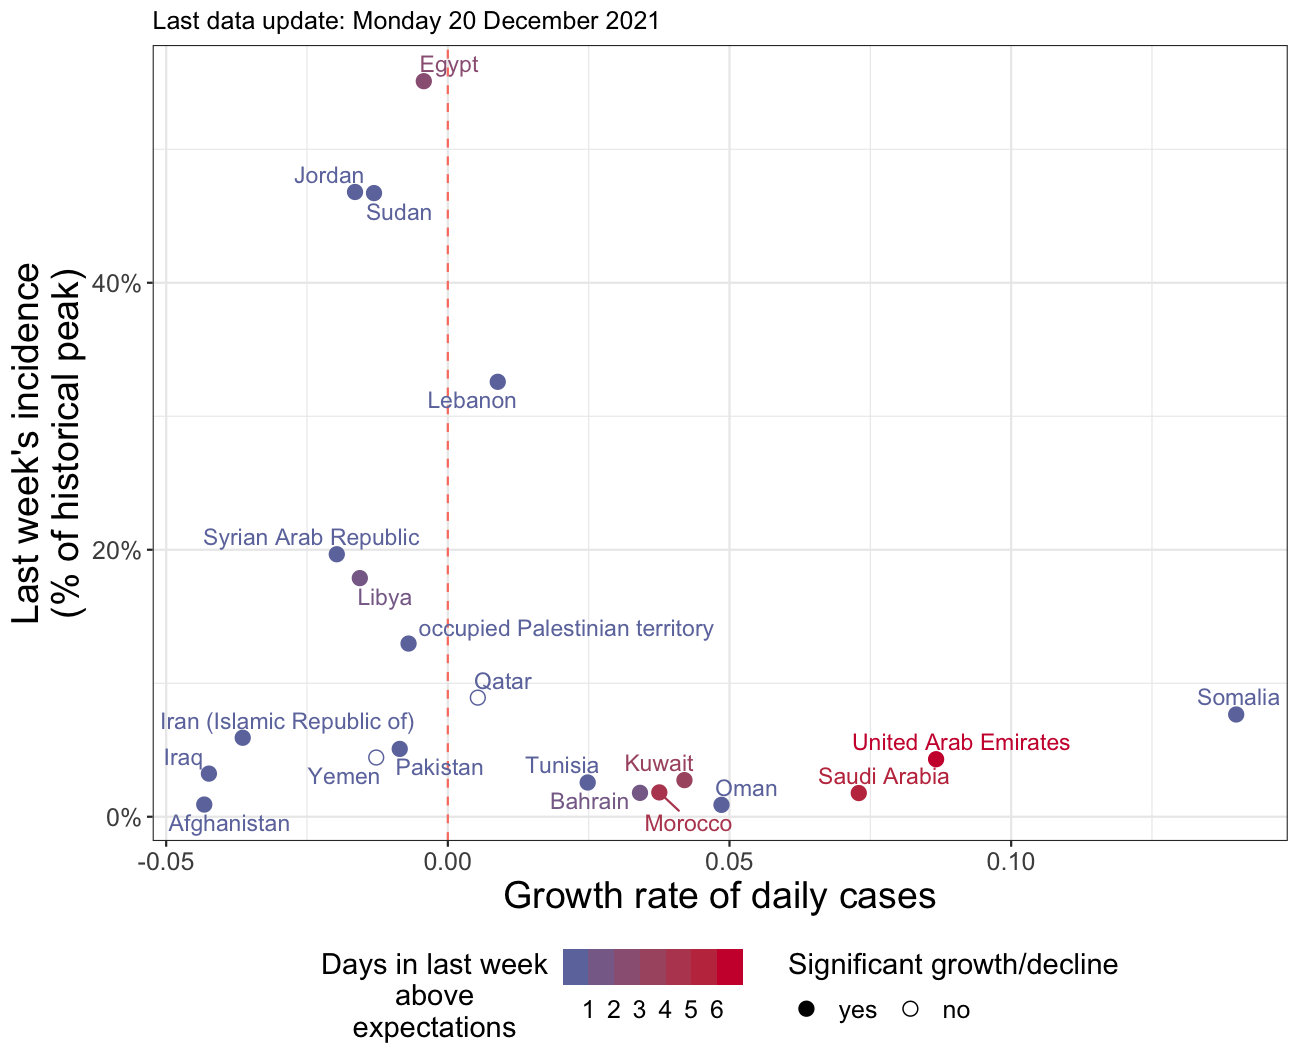 Last data update: Monday 20 December 2021
Egypt
Jordan
Sudan
40%
Lebanon
Last week's incidence
(% of historical peak)
Syrian Arab Republic
20%
Libya
occupied Palestinian territory
Qatar
Somalia
Iran (Islamic Republic of)
United Arab Emirates
Iraq
Yemen
Pakistan
Tunisia
Kuwait
Saudi Arabia
Oman
Bahrain
Morocco
Afghanistan
0%
-0.05 0.00 0.05 0.10
Growth rate of daily cases
Days in last week
above
expectations
1 2 3 4 5 6
Significant growth/decline
yes no